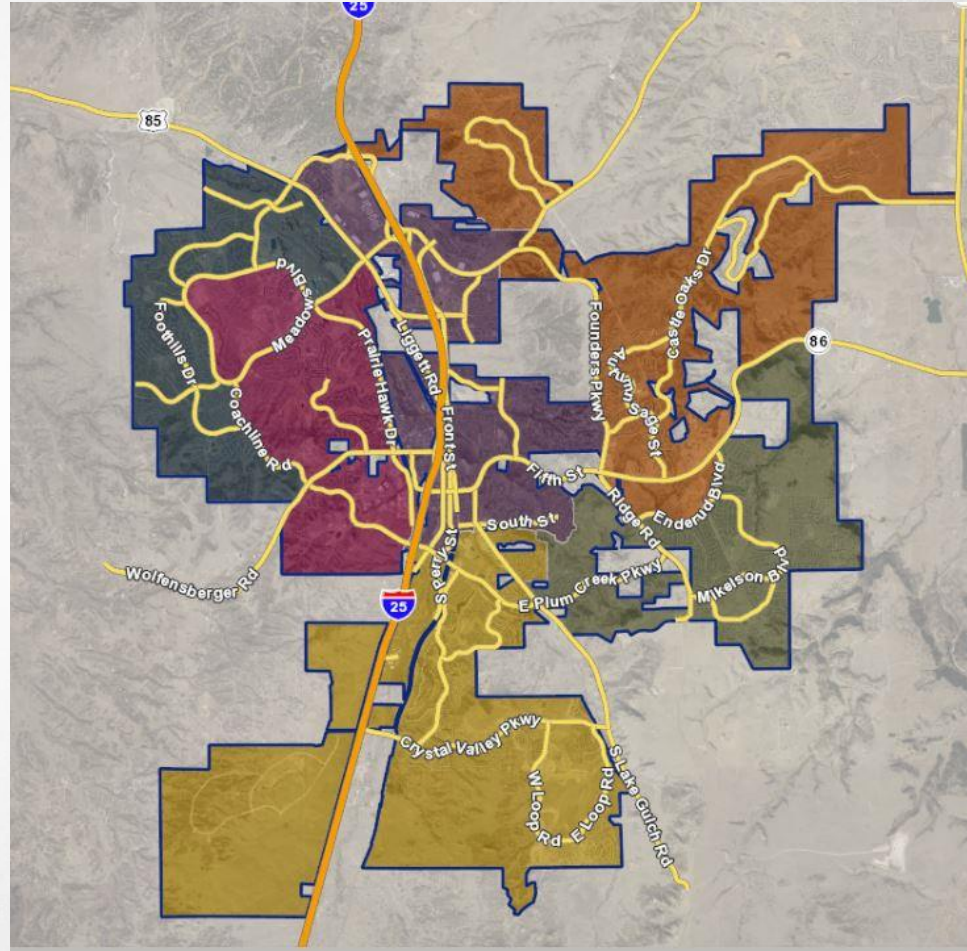 25
85
Meadows Blvd
Foothills Dr
Coachline Rd
Prairie Hawk Dr
Liggett Rd
Front St
Founders Pkwy
Castle Oaks Dr
Autumn Sage St
86
Fifth St
Ridge Rd
Enderud Blvd
South St
S Perry St
Wolfensberger Rd
25
E Plum Creek Pkwy
Mikelson Blvd
Crystal Valley Pkwy
W Loop Rd
E Loop Rd
S Lake Gulch Rd